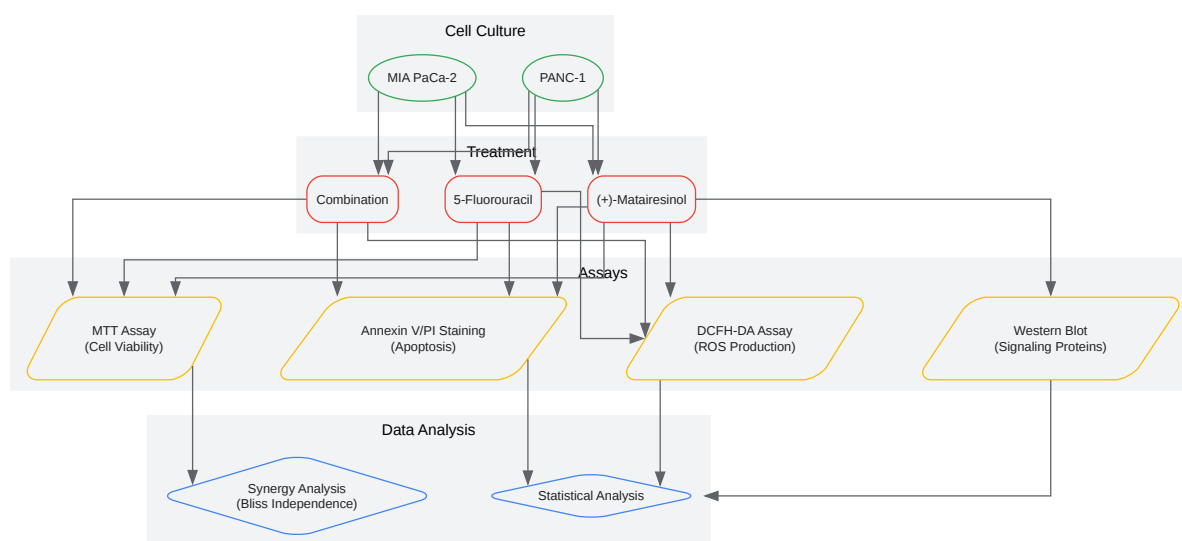 Cell Culture
MIA PaCa-2
PANC-1
Treatment
Combination
5-Fluorouracil
(+)-Matairesinol
Assays
MTT Assay
(Cell Viability)
Annexin V/PI Staining
(Apoptosis)
DCFH-DA Assay
(ROS Production)
Western Blot
(Signaling Proteins)
Data Analysis
Synergy Analysis
(Bliss Independence)
Statistical Analysis